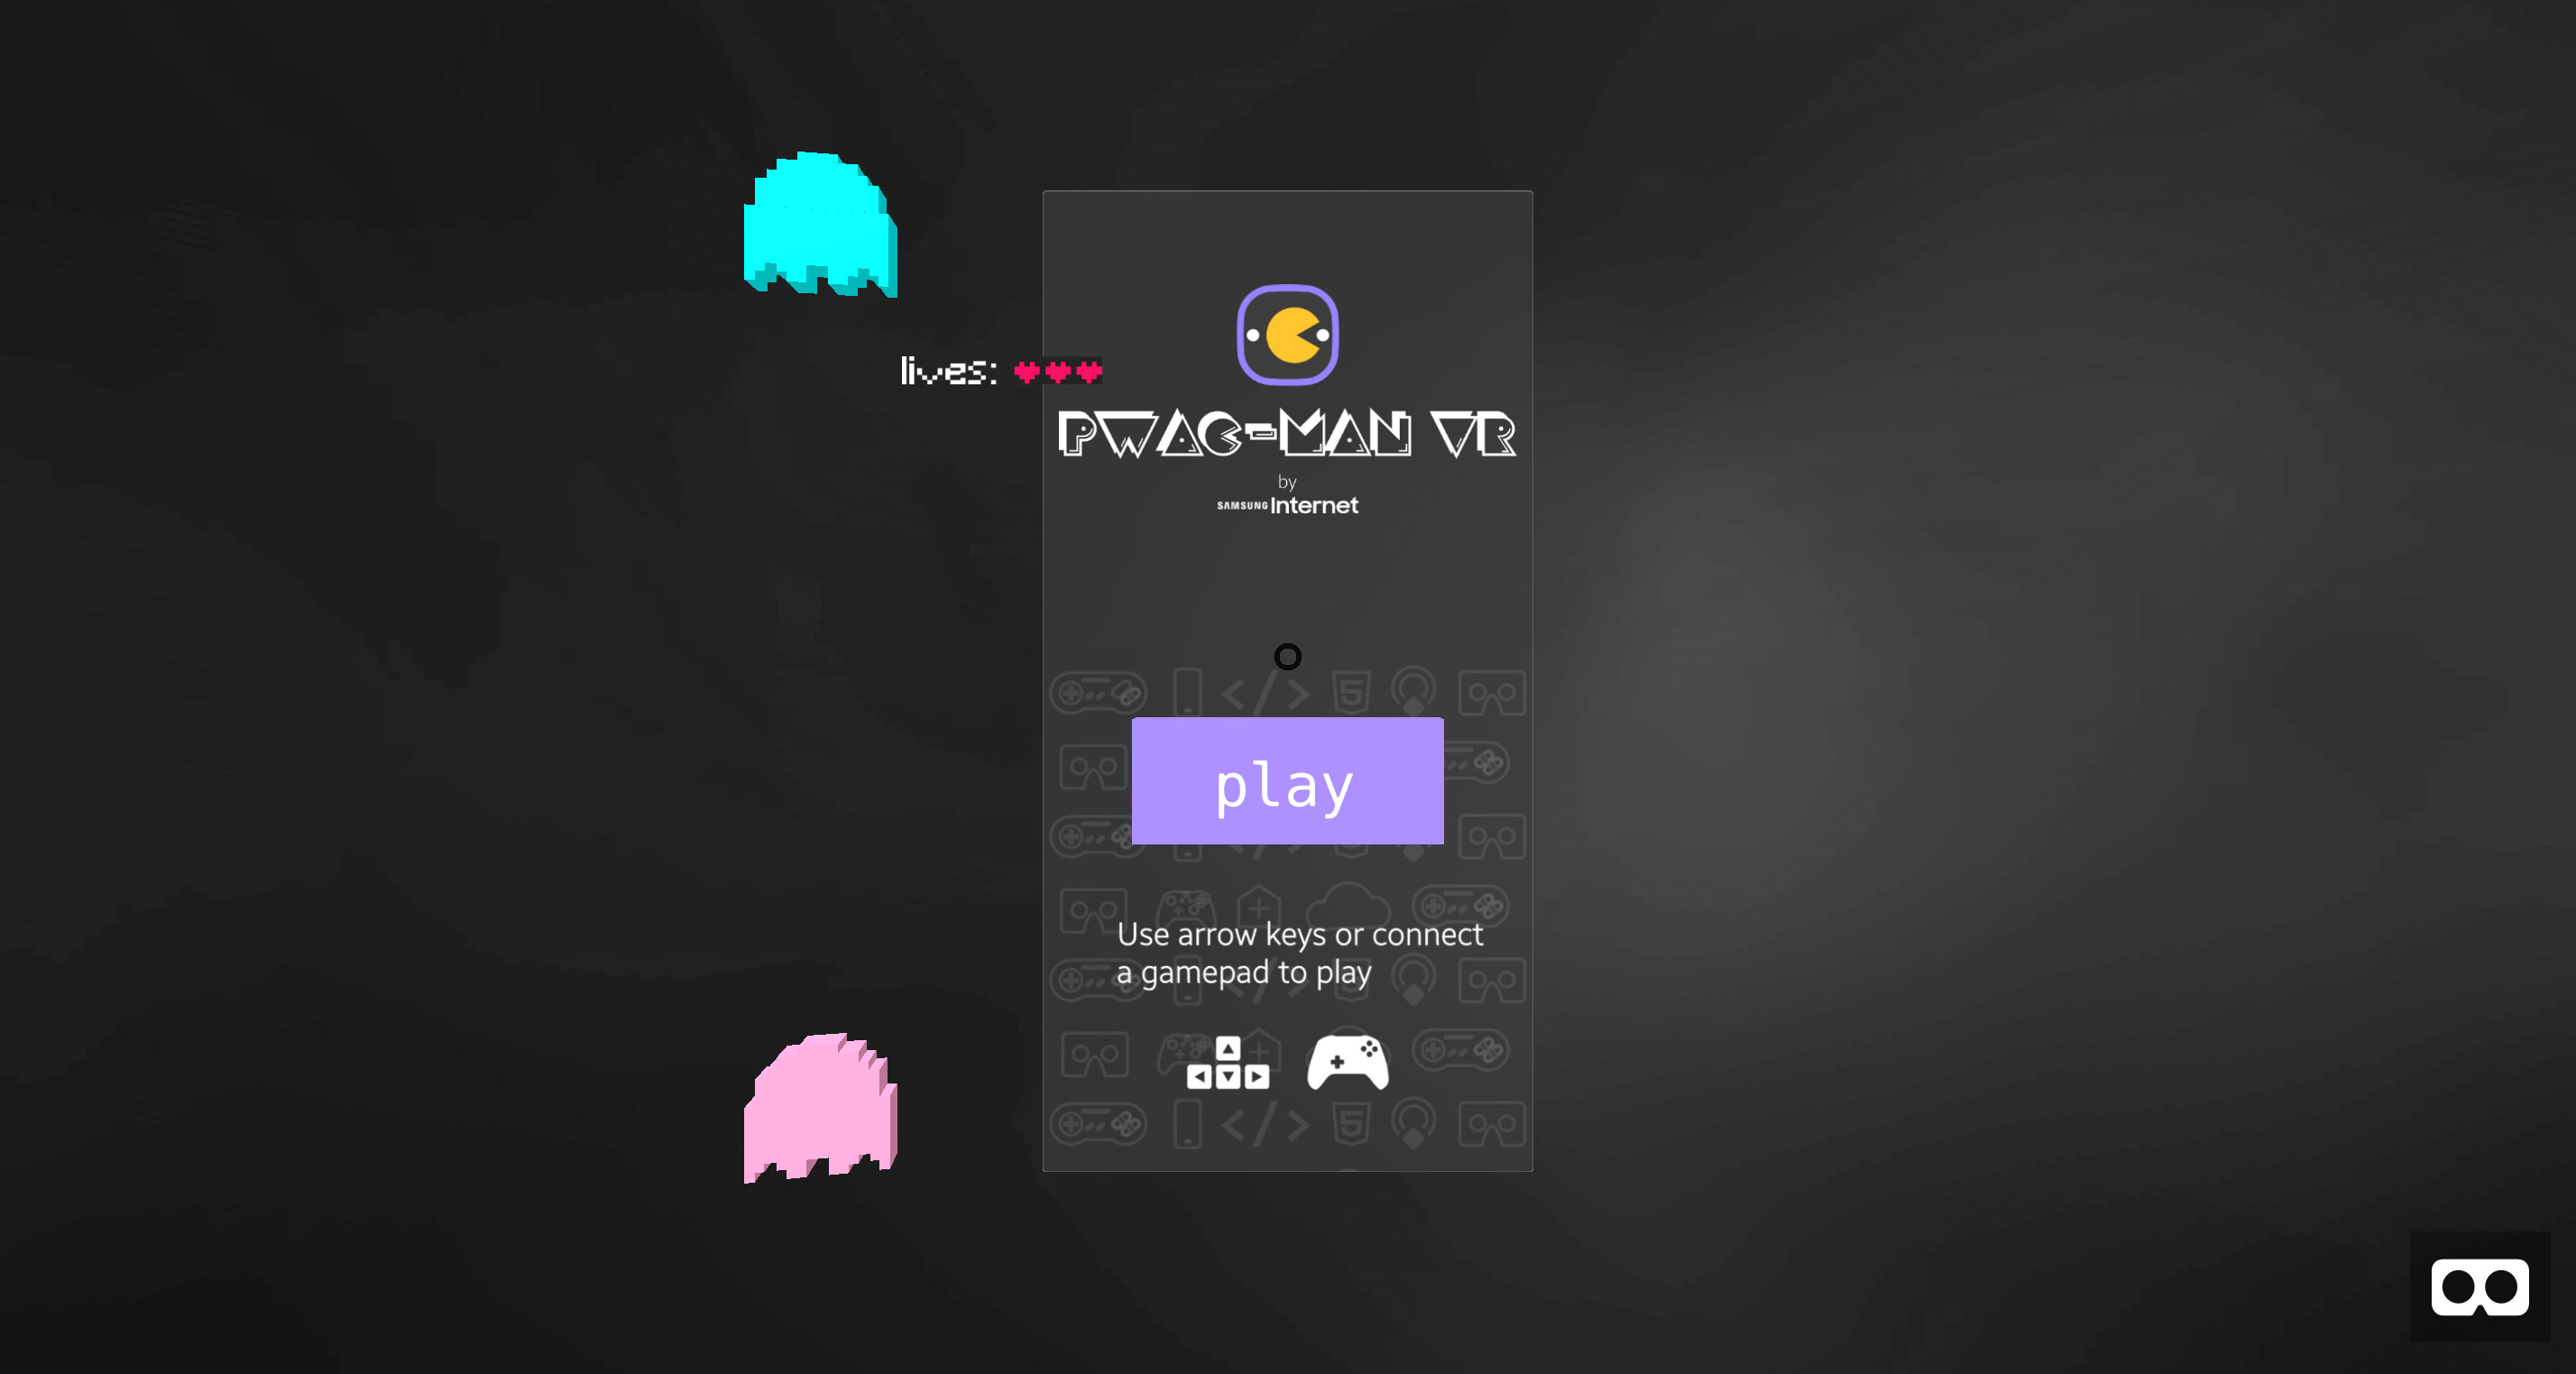 lives:
PWAC-MAN VR
by
SAMSUNG Internet
play
Use arrow keys or connect
a gamepad to play